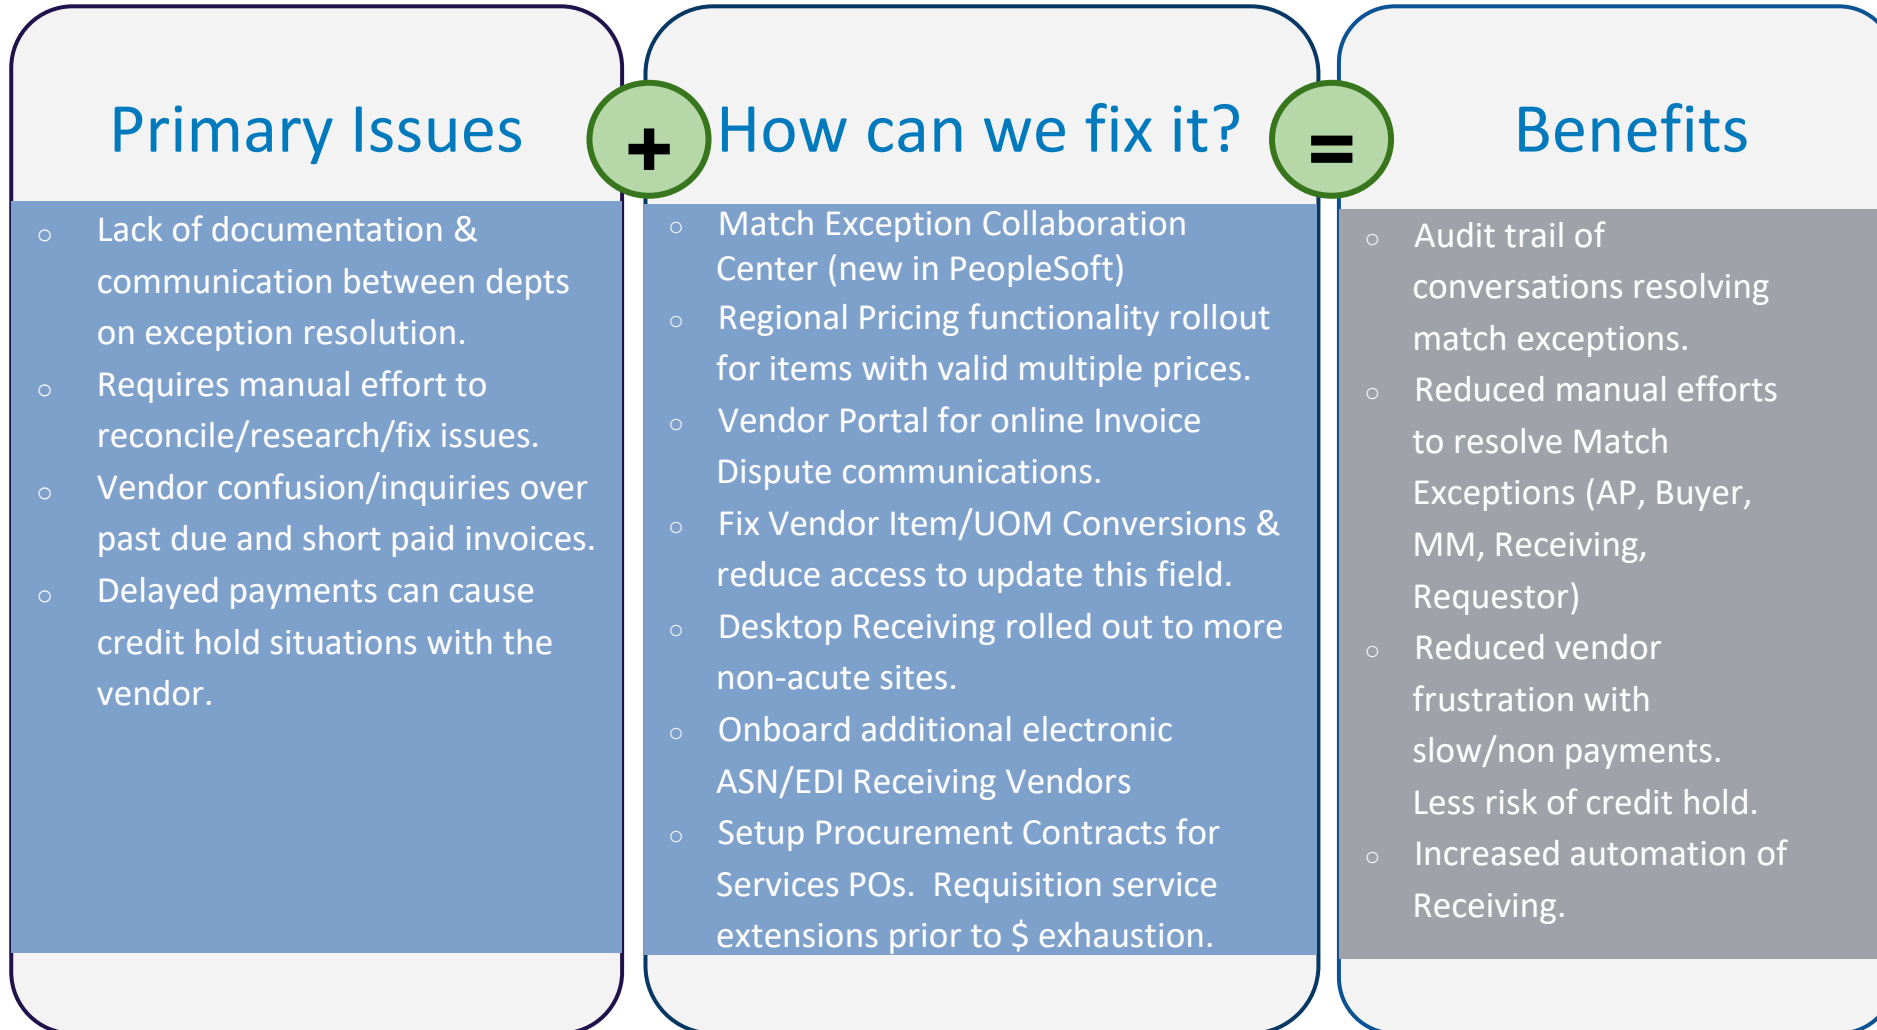 Primary Issues
○ Lack of documentation &
communication between depts
on exception resolution.
○ Requires manual effort to
reconcile/research/fix issues.
○ Vendor confusion/inquiries over
past due and short paid invoices.
○ Delayed payments can cause
credit hold situations with the
vendor.
+
How can we fix it?
○ Match Exception Collaboration
Center (new in PeopleSoft)
○ Regional Pricing functionality rollout
for items with valid multiple prices.
○ Vendor Portal for online Invoice
Dispute communications.
○ Fix Vendor Item/UOM Conversions &
reduce access to update this field.
○ Desktop Receiving rolled out to more
non-acute sites.
○ Onboard additional electronic
ASN/EDI Receiving Vendors
○ Setup Procurement Contracts for
Services POs.  Requisition service
extensions prior to $ exhaustion.
=
Benefits
○ Audit trail of
conversations resolving
match exceptions.
○ Reduced manual efforts
to resolve Match
Exceptions (AP, Buyer,
MM, Receiving,
Requestor)
○ Reduced vendor
frustration with
slow/non payments.
Less risk of credit hold.
○ Increased automation of
Receiving.